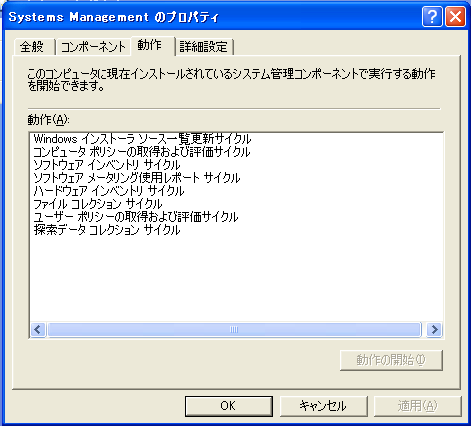 Systems Management のプロパティ
全般 コンポーネント 動作 詳細設定
このコンピュータに現在インストールされているシステム管理コンポーネントで実行する動作
を開始できます。
動作(A):
Windows インストーラ ソース一覧更新サイクル
コンピュータ ポリシーの取得および評価サイクル
ソフトウェア インベントリ サイクル
ソフトウェア メータリング使用レポート サイクル
ハードウェア インベントリ サイクル
ファイル コレクション サイクル
ユーザー ポリシーの取得および評価サイクル
探索データ コレクション サイクル
動作の開始(I)
OK キャンセル 適用(A)